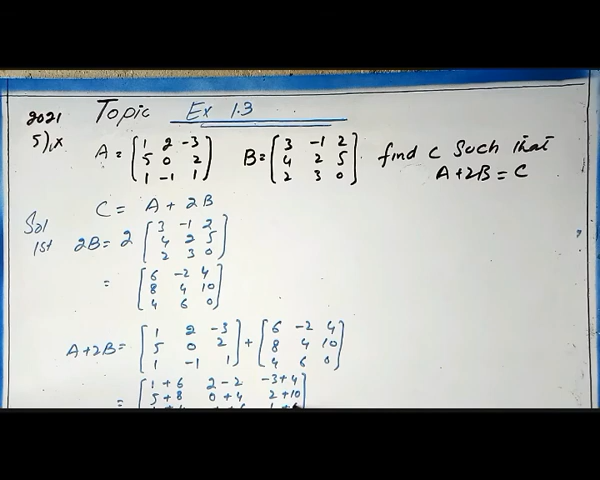 Topic Ex 1.3
2021
5),x A = [1 2 -3; 5 0 2; 1 -1 1] B = [3 -1 2; 4 2 5; 2 3 0] find C Such that
A+2B = C
C = A + 2B
Sol
1st 2B = 2 [3 -1 2; 4 2 5; 2 3 0]
= [6 -2 4; 8 4 10; 4 6 0]
A+2B = [1 2 -3; 5 0 2; 1 -1 1] + [6 -2 4; 8 4 10; 4 6 0]
= [1+6 2-2 -3+4
5+8 0+4 2+10